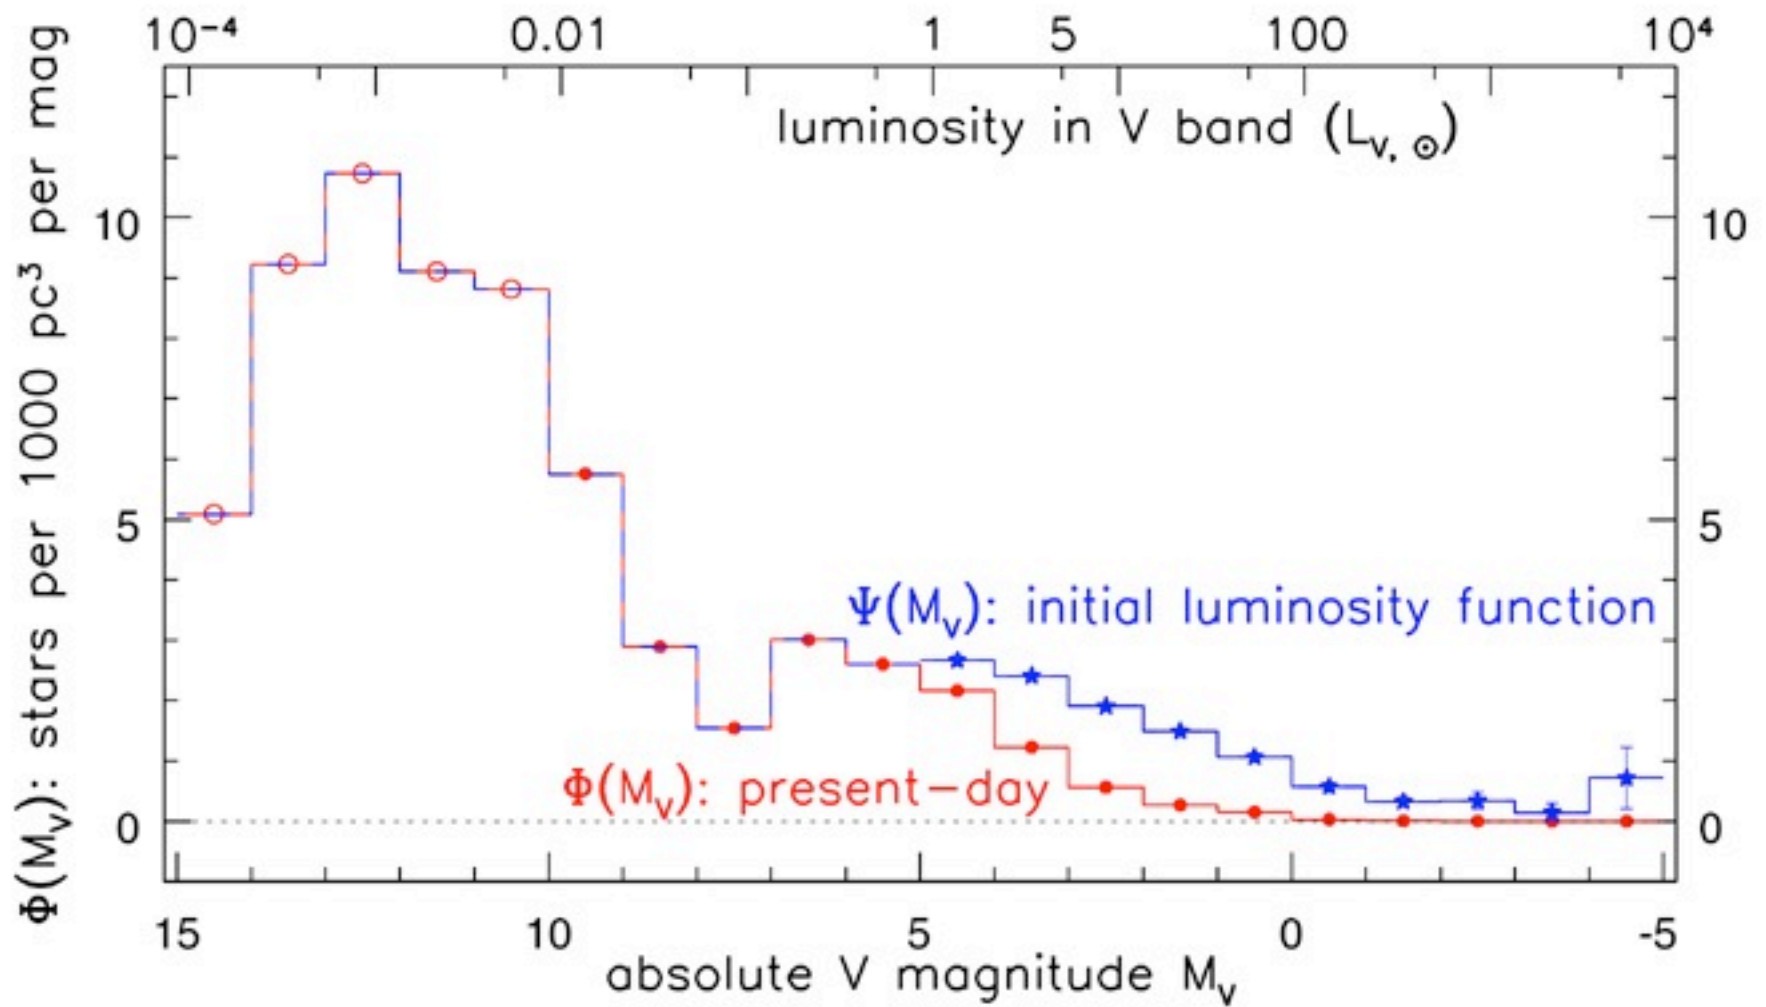 10⁻⁴ 0.01 1 5 100 10⁴
luminosity in V band (L_V, ⊙)
Φ(M_V): stars per 1000 pc³ per mag
10 10
5 5
Ψ(M_V): initial luminosity function
Φ(M_V): present-day
0 0
15 10 5 0 -5
absolute V magnitude M_V